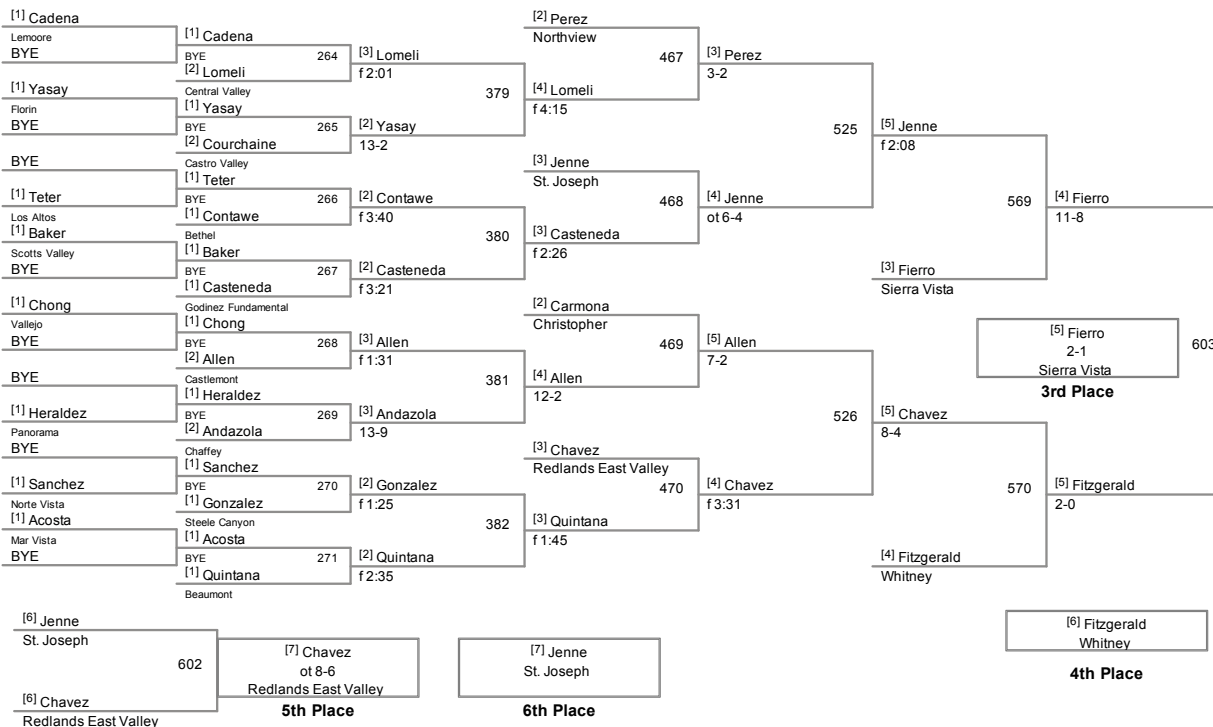 [1] Cadena
Lemoore
BYE
[1] Yasay
Florin
BYE
BYE
[1] Teter
Los Altos
[1] Baker
Scotts Valley
BYE
[1] Chong
Vallejo
BYE
BYE
[1] Heraldez
Panorama
BYE
[1] Sanchez
Norte Vista
[1] Acosta
Mar Vista
BYE
[1] Cadena
BYE 264
[2] Lomeli
Central Valley
[1] Yasay
BYE 265
[2] Courchaine
Castro Valley
[1] Teter
BYE 266
[1] Contawe
Bethel
[1] Baker
BYE 267
[1] Casteneda
Godinez Fundamental
[1] Chong
BYE 268
[2] Allen
Castlemont
[1] Heraldez
BYE 269
[2] Andazola
Chaffey
[1] Sanchez
BYE 270
[1] Gonzalez
Steele Canyon
[1] Acosta
BYE 271
[1] Quintana
Beaumont
[3] Lomeli
f 2:01
379
[2] Yasay
13-2
[2] Contawe
f 3:40
380
[2] Casteneda
f 3:21
[3] Allen
f 1:31
381
[3] Andazola
13-9
[2] Gonzalez
f 1:25
382
[2] Quintana
f 2:35
[2] Perez
Northview
467
[4] Lomeli
f 4:15
[3] Jenne
St. Joseph
468
[3] Casteneda
f 2:26
[2] Carmona
Christopher
469
[4] Allen
12-2
[3] Chavez
Redlands East Valley
470
[3] Quintana
f 1:45
[3] Perez
3-2
525
[4] Jenne
ot 6-4
[5] Allen
7-2
526
[4] Chavez
f 3:31
[5] Jenne
f 2:08
569
[3] Fierro
Sierra Vista
[5] Chavez
8-4
570
[4] Fitzgerald
Whitney
[4] Fierro
11-8
[5] Fierro
2-1
Sierra Vista
603
3rd Place
[5] Fitzgerald
2-0
[6] Fitzgerald
Whitney
4th Place
[6] Jenne
St. Joseph
602
[6] Chavez
Redlands East Valley
[7] Chavez
ot 8-6
Redlands East Valley
5th Place
[7] Jenne
St. Joseph
6th Place